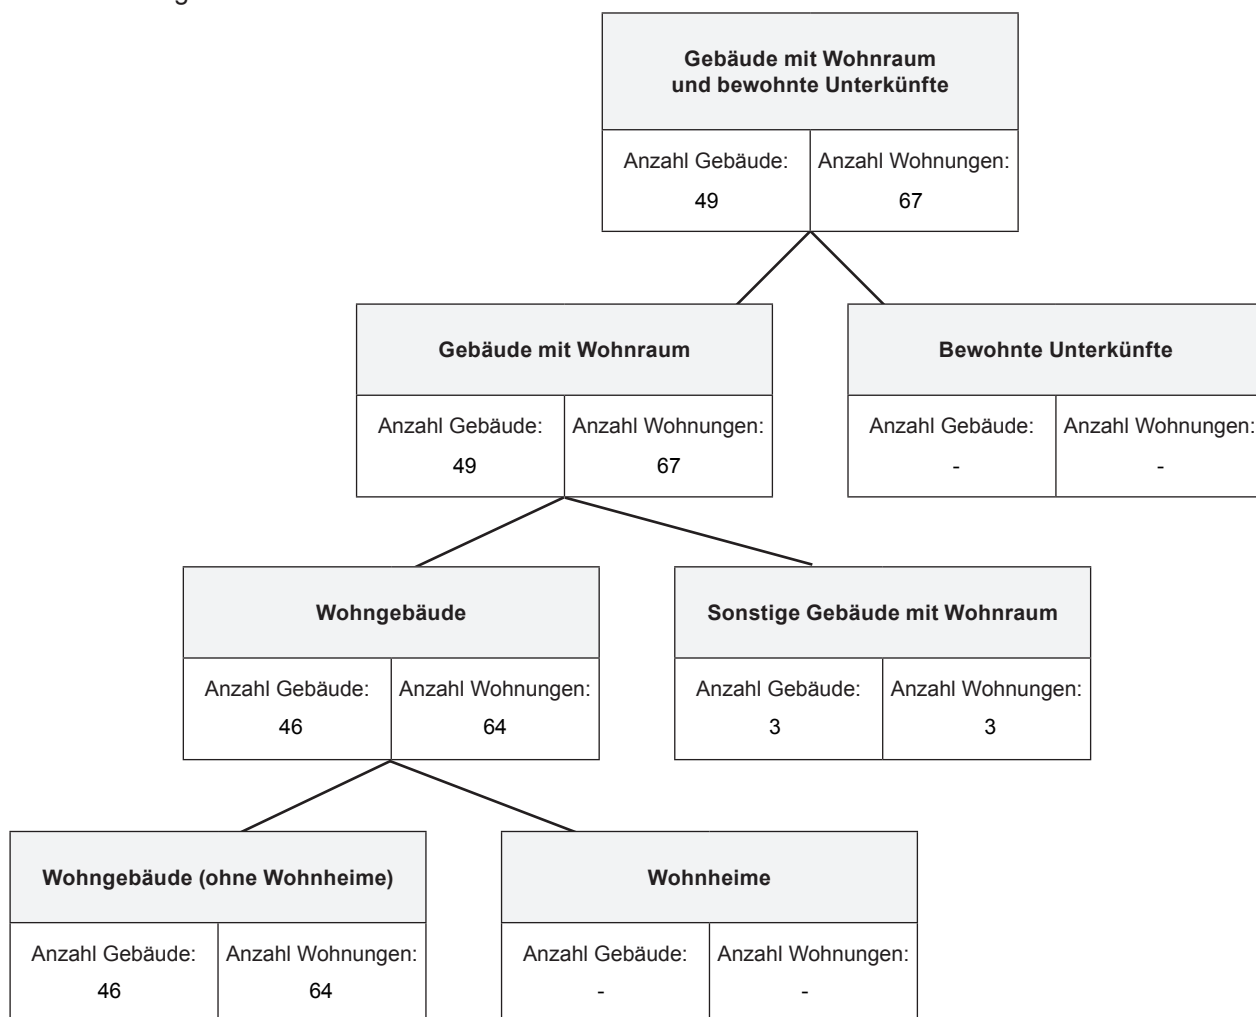 Gebäude mit Wohnraum
und bewohnte Unterkünfte
Anzahl Gebäude: Anzahl Wohnungen:
49 67
Gebäude mit Wohnraum
Anzahl Gebäude: Anzahl Wohnungen:
49 67
Bewohnte Unterkünfte
Anzahl Gebäude: Anzahl Wohnungen:
- -
Wohngebäude
Anzahl Gebäude: Anzahl Wohnungen:
46 64
Sonstige Gebäude mit Wohnraum
Anzahl Gebäude: Anzahl Wohnungen:
3 3
Wohngebäude (ohne Wohnheime)
Anzahl Gebäude: Anzahl Wohnungen:
46 64
Wohnheime
Anzahl Gebäude: Anzahl Wohnungen:
- -